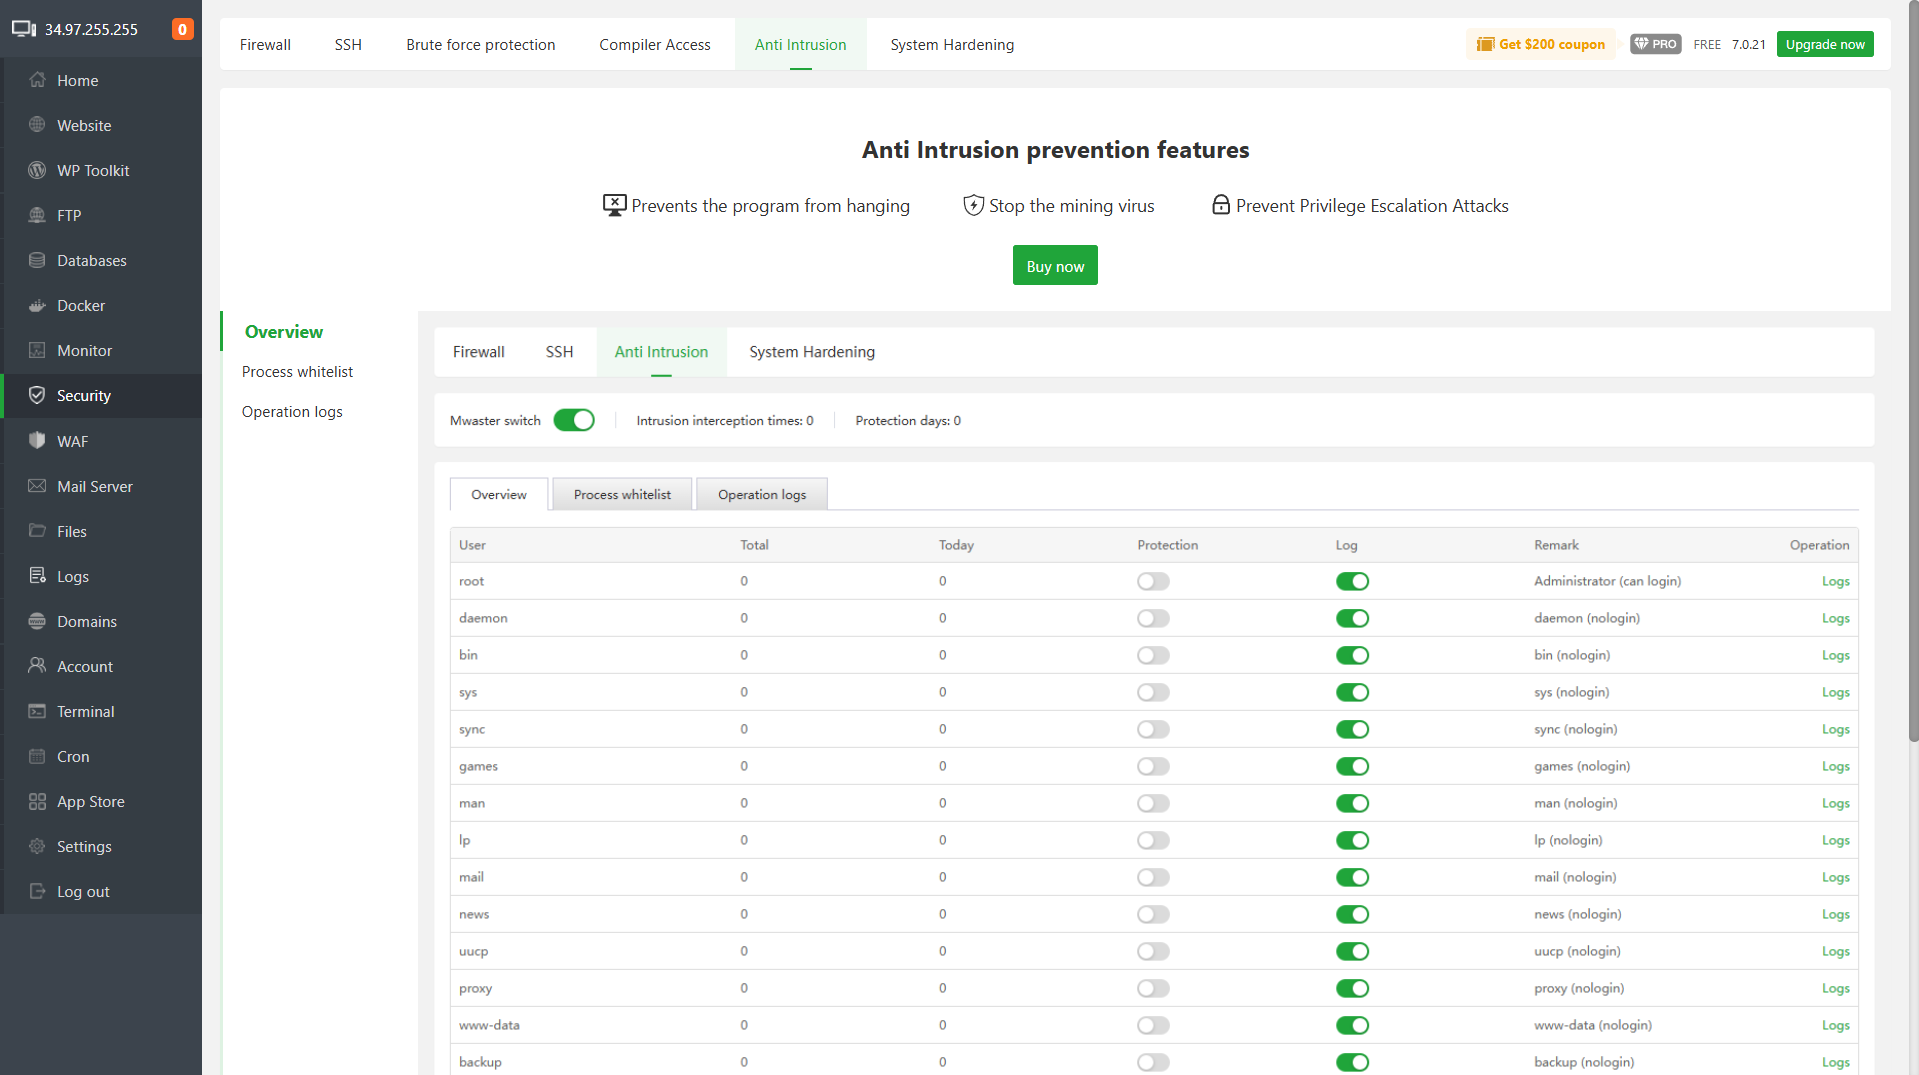 34.97.255.255 0
Home
Website
WP Toolkit
FTP
Databases
Docker
Monitor
Security
WAF
Mail Server
Files
Logs
Domains
Account
Terminal
Cron
App Store
Settings
Log out
Firewall SSH Brute force protection Compiler Access Anti Intrusion System Hardening Get $200 coupon PRO FREE 7.0.21 Upgrade now
Anti Intrusion prevention features
Prevents the program from hanging Stop the mining virus Prevent Privilege Escalation Attacks
Buy now
Overview
Process whitelist
Operation logs
Firewall SSH Anti Intrusion System Hardening
Mwaster switch Intrusion interception times: 0 Protection days: 0
Overview Process whitelist Operation logs
User Total Today Protection Log Remark Operation
root 0 0 Administrator (can login) Logs
daemon 0 0 daemon (nologin) Logs
bin 0 0 bin (nologin) Logs
sys 0 0 sys (nologin) Logs
sync 0 0 sync (nologin) Logs
games 0 0 games (nologin) Logs
man 0 0 man (nologin) Logs
lp 0 0 lp (nologin) Logs
mail 0 0 mail (nologin) Logs
news 0 0 news (nologin) Logs
uucp 0 0 uucp (nologin) Logs
proxy 0 0 proxy (nologin) Logs
www-data 0 0 www-data (nologin) Logs
backup 0 0 backup (nologin) Logs